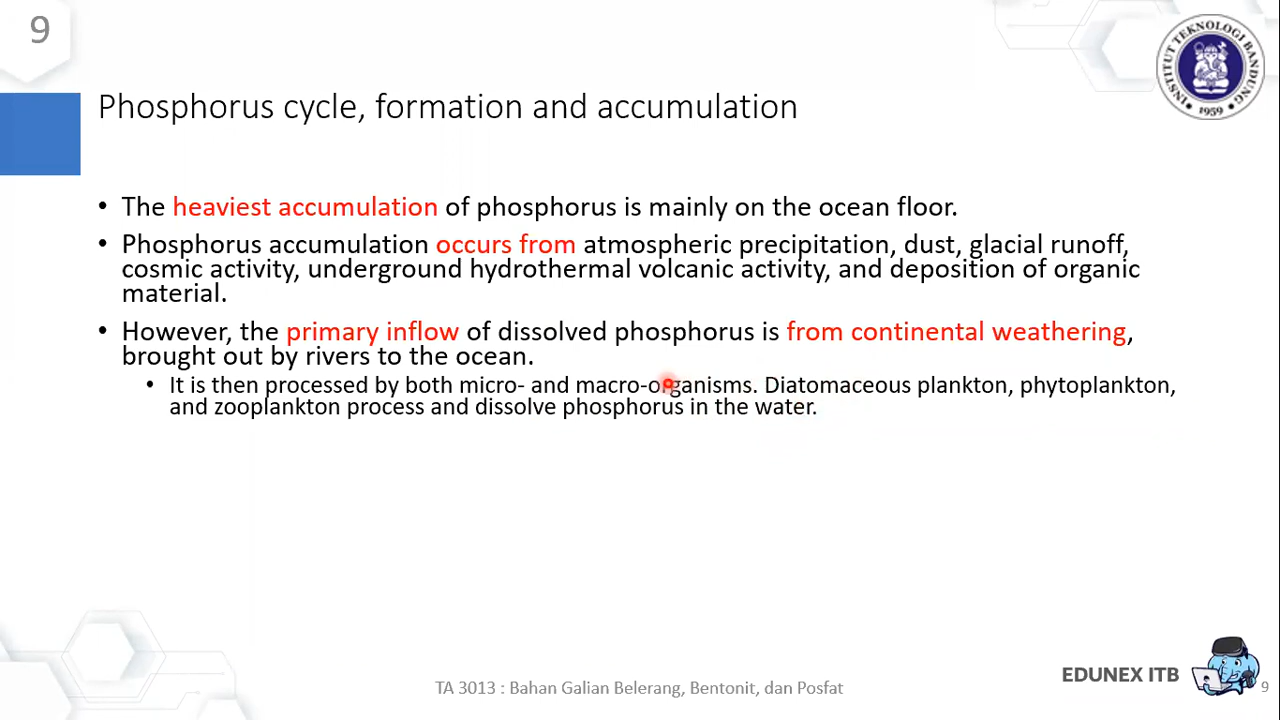 9
INSTITUT TEKNOLOGI BANDUNG
1959
Phosphorus cycle, formation and accumulation
• The heaviest accumulation of phosphorus is mainly on the ocean floor.
• Phosphorus accumulation occurs from atmospheric precipitation, dust, glacial runoff,
cosmic activity, underground hydrothermal volcanic activity, and deposition of organic
material.
• However, the primary inflow of dissolved phosphorus is from continental weathering,
brought out by rivers to the ocean.
• It is then processed by both micro- and macro-organisms. Diatomaceous plankton, phytoplankton,
and zooplankton process and dissolve phosphorus in the water.
TA 3013 : Bahan Galian Belerang, Bentonit, dan Posfat
EDUNEX ITB
9